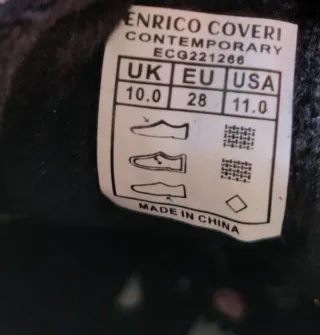 ENRICO COVERI
CONTEMPORARY
ECG221266
UK EU USA
10.0 28 11.0
MADE IN CHINA